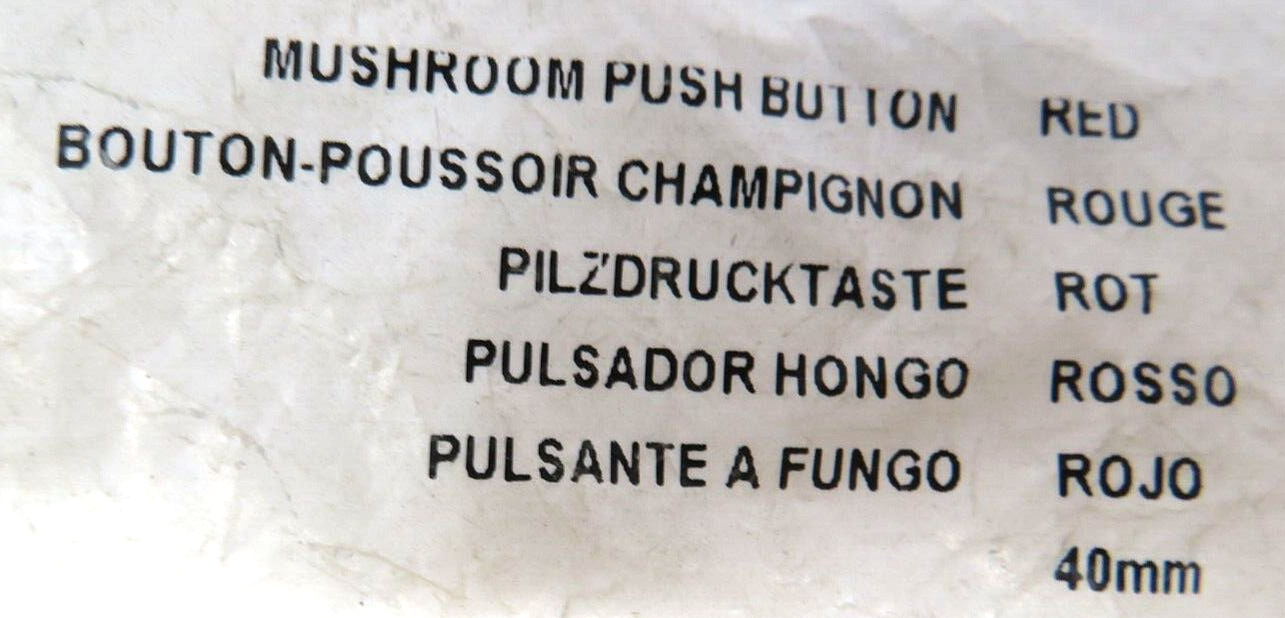 MUSHROOM PUSH BUTTON RED
BOUTON-POUSSOIR CHAMPIGNON ROUGE
PILZDRUCKTASTE ROT
PULSADOR HONGO ROSSO
PULSANTE A FUNGO ROJO
40mm